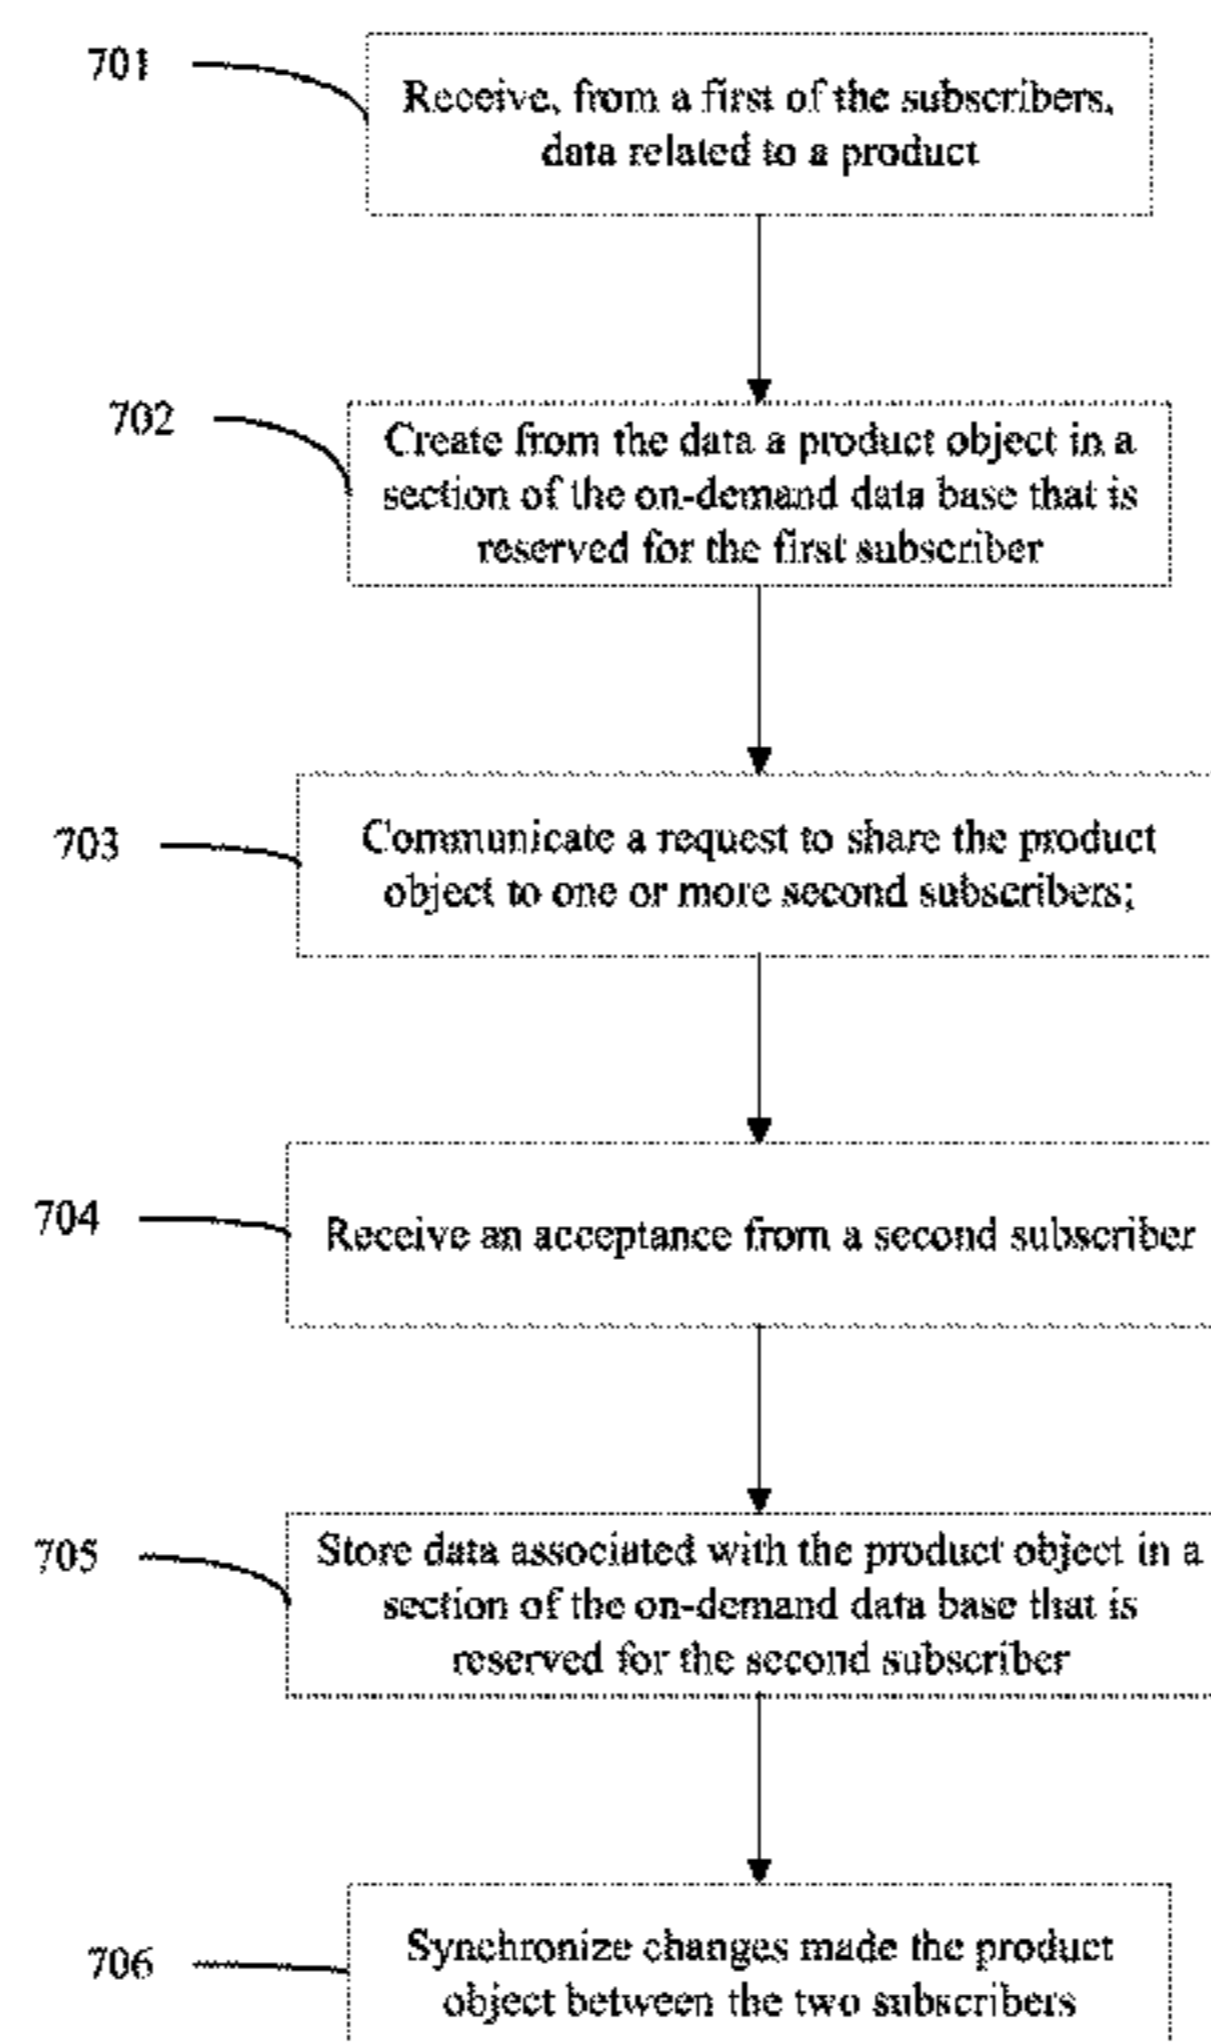 701
Receive, from a first of the subscribers,
data related to a product
702
Create from the data a product object in a
section of the on-demand data base that is
reserved for the first subscriber
703
Communicate a request to share the product
object to one or more second subscribers;
704
Receive an acceptance from a second subscriber
705
Store data associated with the product object in a
section of the on-demand data base that is
reserved for the second subscriber
706
Synchronize changes made the product
object between the two subscribers